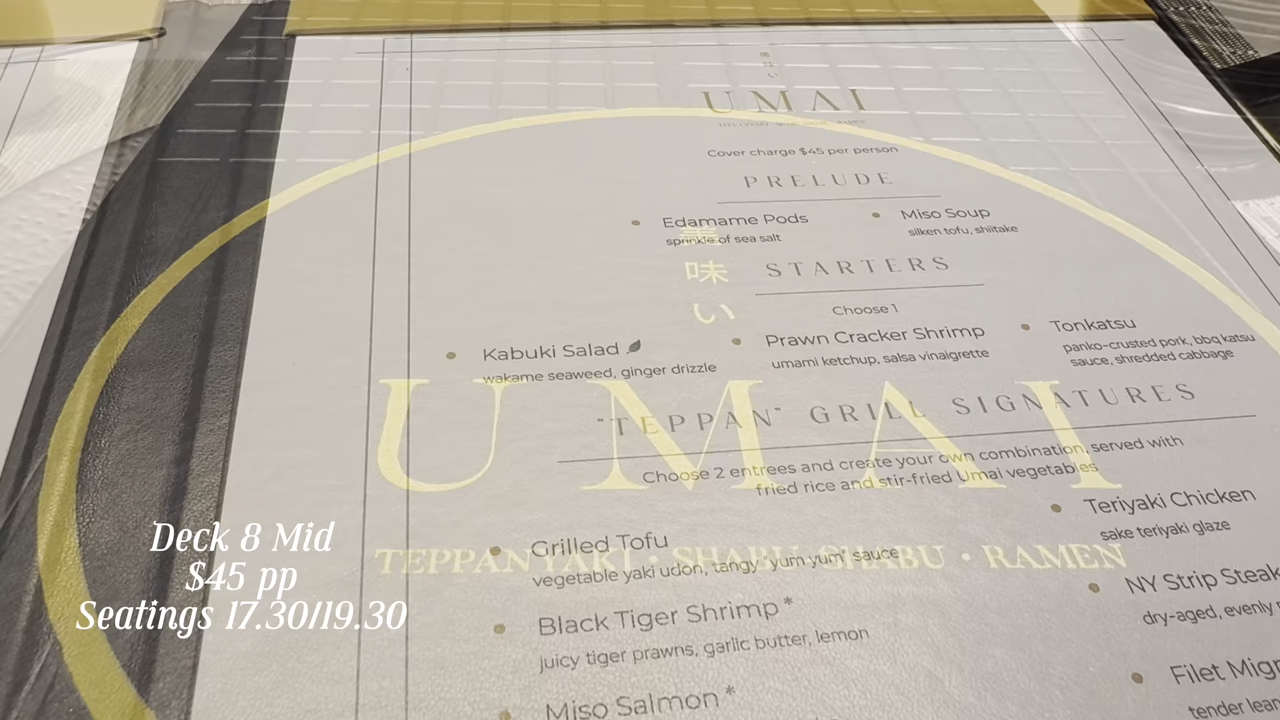 UMAI
Cover charge $45 per person
PRELUDE
Edamame Pods
sprinkle of sea salt
Miso Soup
silken tofu, shiitake
味
い
STARTERS
Choose 1
Kabuki Salad
wakame seaweed, ginger drizzle
Prawn Cracker Shrimp
umami ketchup, salsa vinaigrette
Tonkatsu
panko-crusted pork, bbq katsu
sauce, shredded cabbage
UMAI
"TEPPAN" GRILL SIGNATURES
Choose 2 entrees and create your own combination, served with
fried rice and stir-fried Umai vegetables
TEPPANYAKI • SHABU SHABU • RAMEN
Grilled Tofu
vegetable yaki udon, tangy "yum yum" sauce
Black Tiger Shrimp*
juicy tiger prawns, garlic butter, lemon
Miso Salmon*
Teriyaki Chicken
sake teriyaki glaze
NY Strip Steak
dry-aged, evenly
Filet Mig
tender lean
Deck 8 Mid
$45 pp
Seatings 17.30/19.30